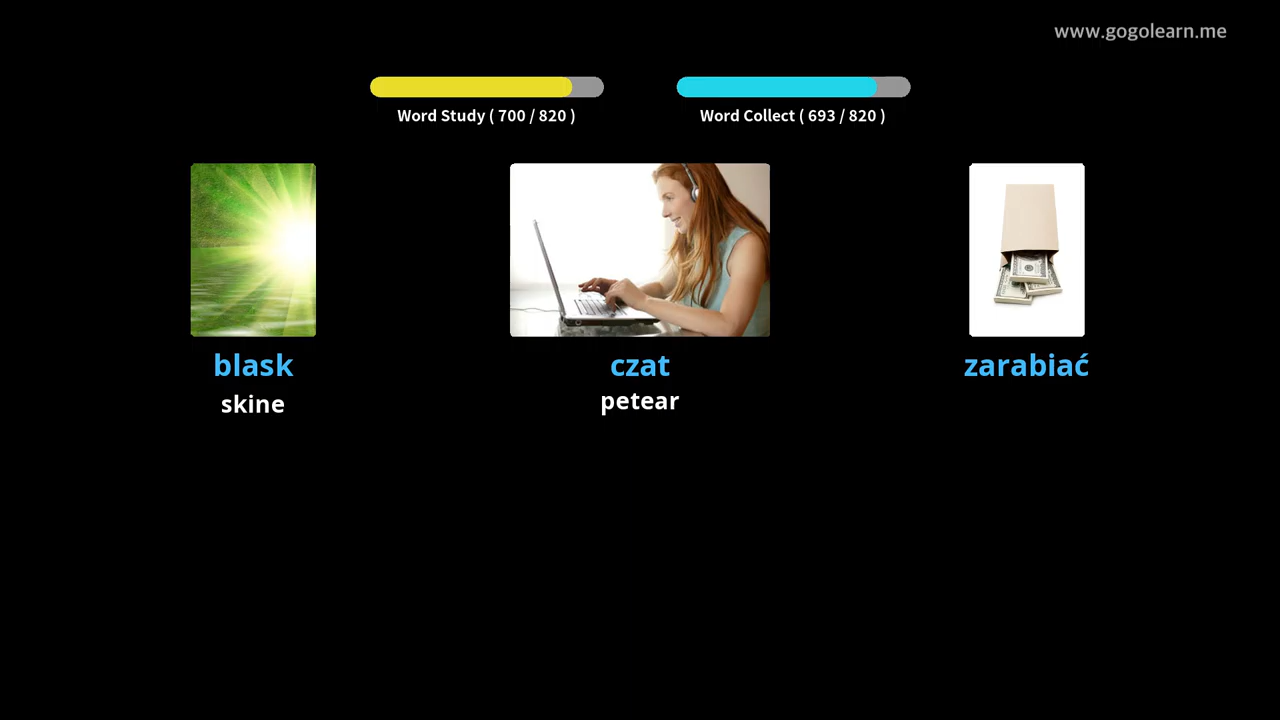 www.gogolearn.me
Word Study ( 700 / 820 )
Word Collect ( 693 / 820 )
blask
skine
czat
petear
zarabiać